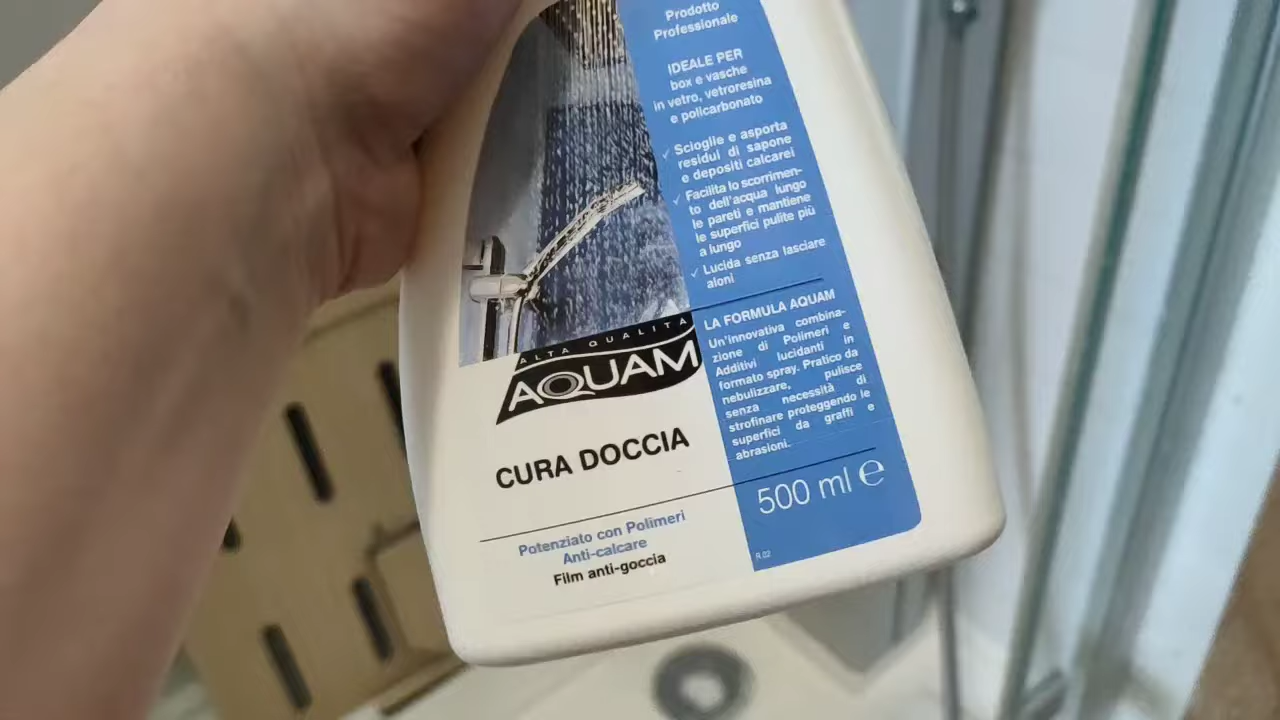 Prodotto
Professionale
IDEALE PER
box e vasche
in vetro, vetroresina
e policarbonato
✓ Scioglie e asporta
residui di sapone
e depositi calcarei
✓ Facilita lo scorrimen-
to dell'acqua lungo
le pareti e mantiene
le superfici pulite più
a lungo
✓ Lucida senza lasciare
aloni
ALTA QUALITÀ
AQUAM
CURA DOCCIA
Potenziato con Polimeri
Anti-calcare
Film anti-goccia
LA FORMULA AQUAM
Un'innovativa combina-
zione di Polimeri e
Additivi lucidanti in
formato spray. Pratico da
nebulizzare, pulisce
senza necessità di
strofinare proteggendo le
superfici da graffi e
abrasioni.
500 ml e
R.02